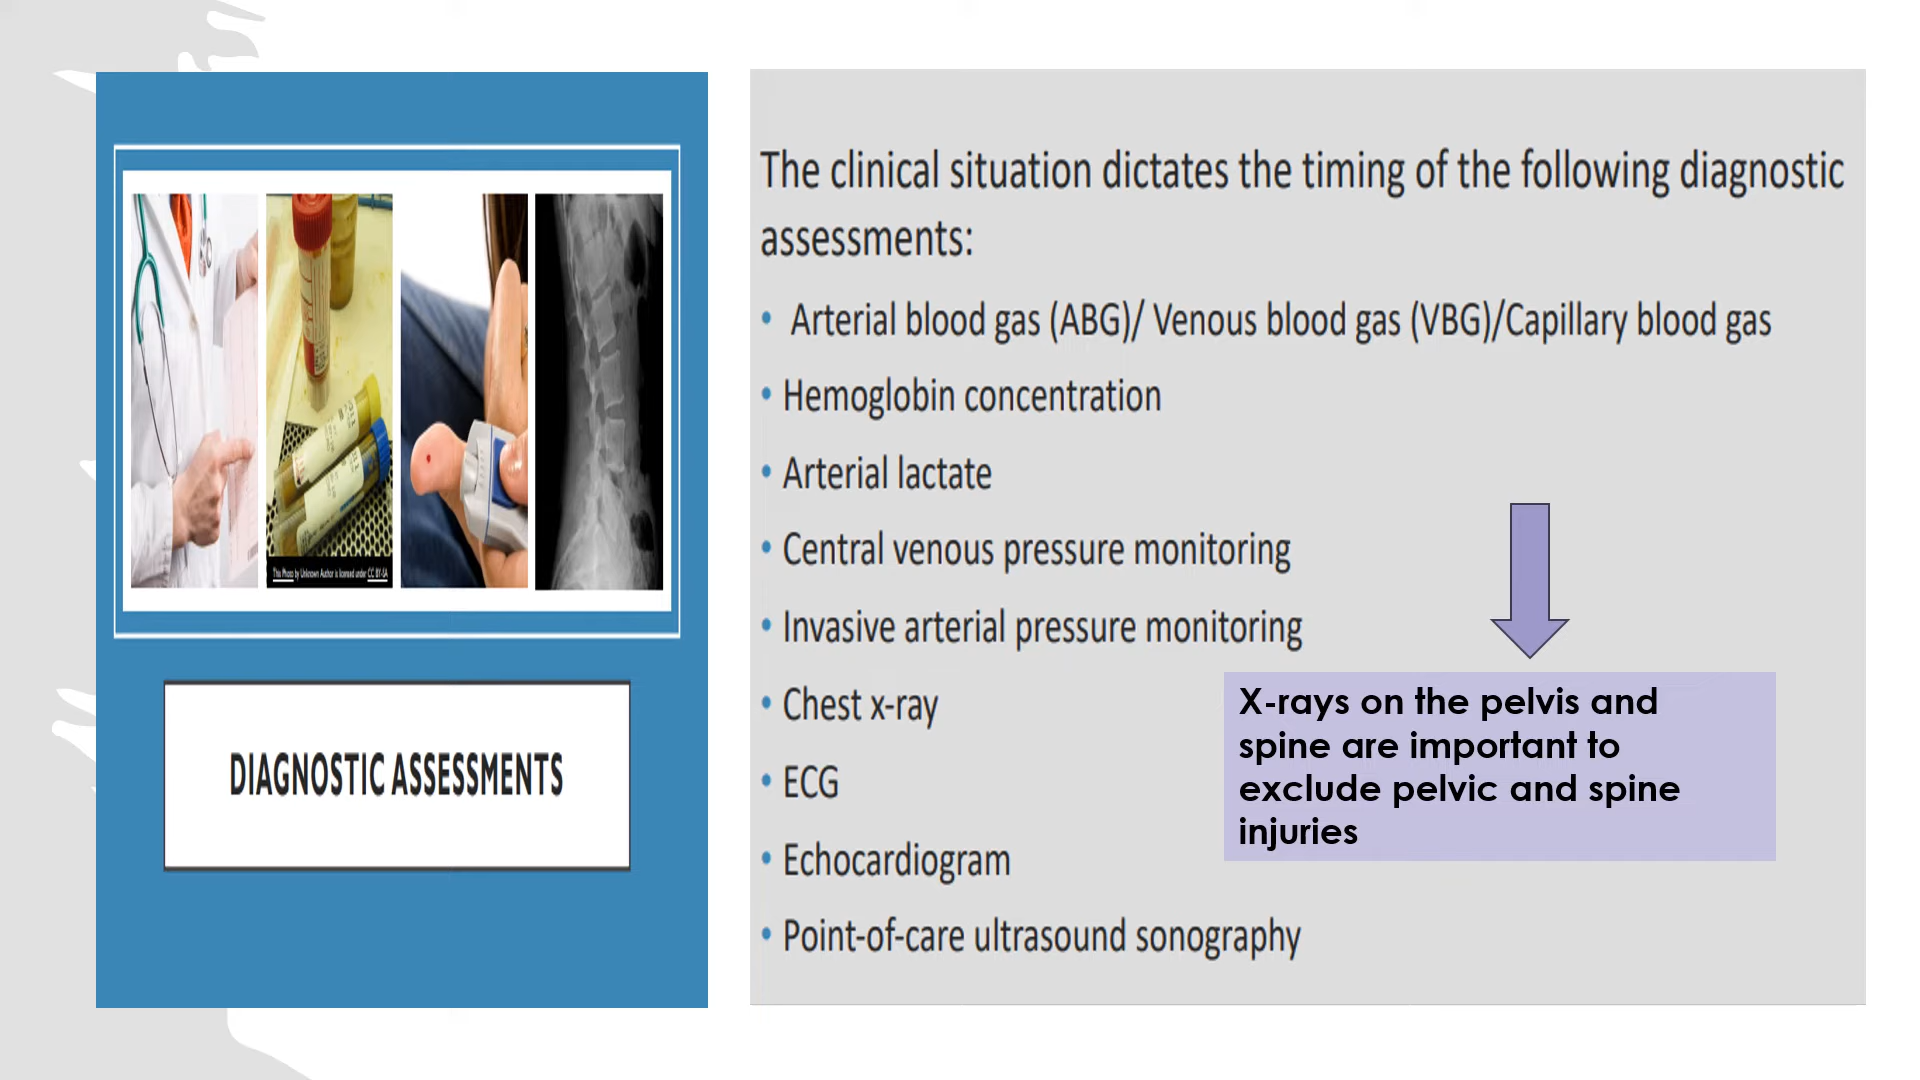 This Photo by Unknown Author is licensed under CC BY-SA
DIAGNOSTIC ASSESSMENTS
The clinical situation dictates the timing of the following diagnostic
assessments:
• Arterial blood gas (ABG)/ Venous blood gas (VBG)/Capillary blood gas
• Hemoglobin concentration
• Arterial lactate
• Central venous pressure monitoring
• Invasive arterial pressure monitoring
• Chest x-ray
• ECG
• Echocardiogram
• Point-of-care ultrasound sonography
X-rays on the pelvis and
spine are important to
exclude pelvic and spine
injuries